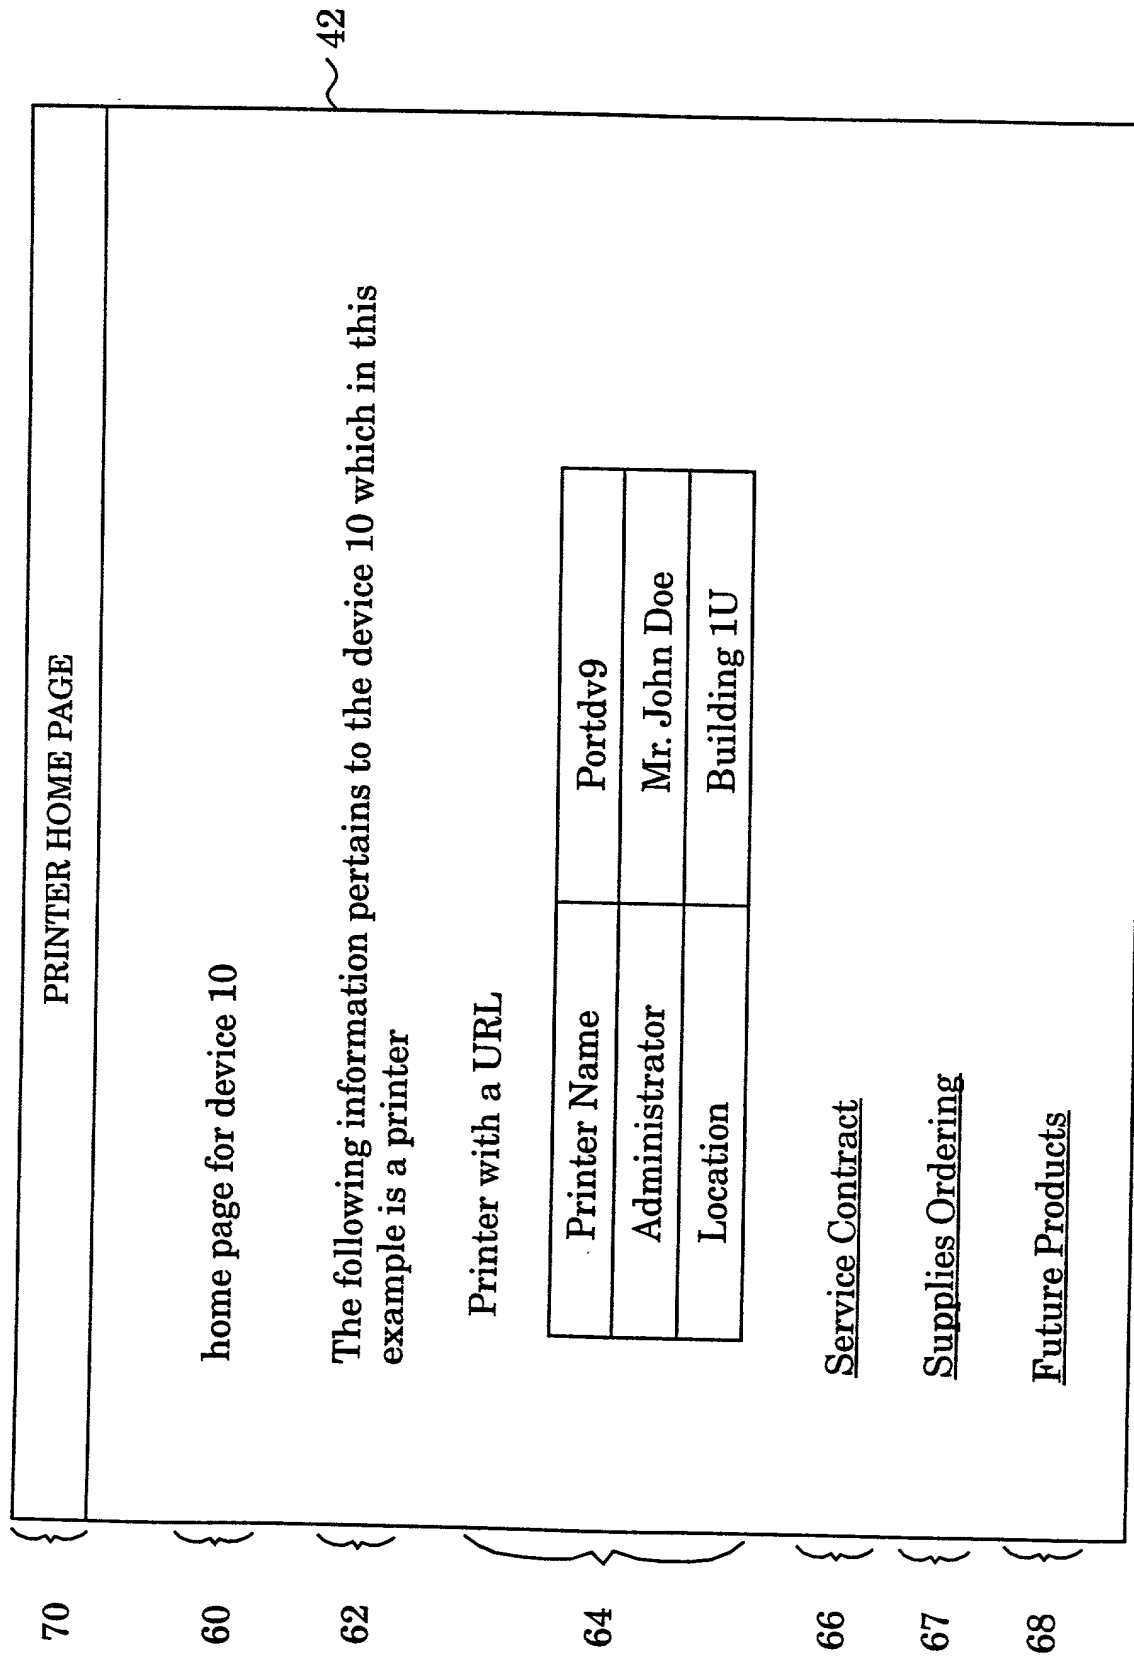 42
70 PRINTER HOME PAGE
60 home page for device 10
62 The following information pertains to the device 10 which in this
example is a printer
64 Printer with a URL
Printer Name Portdv9
Administrator Mr. John Doe
Location Building 1U
66 Service Contract
67 Supplies Ordering
68 Future Products